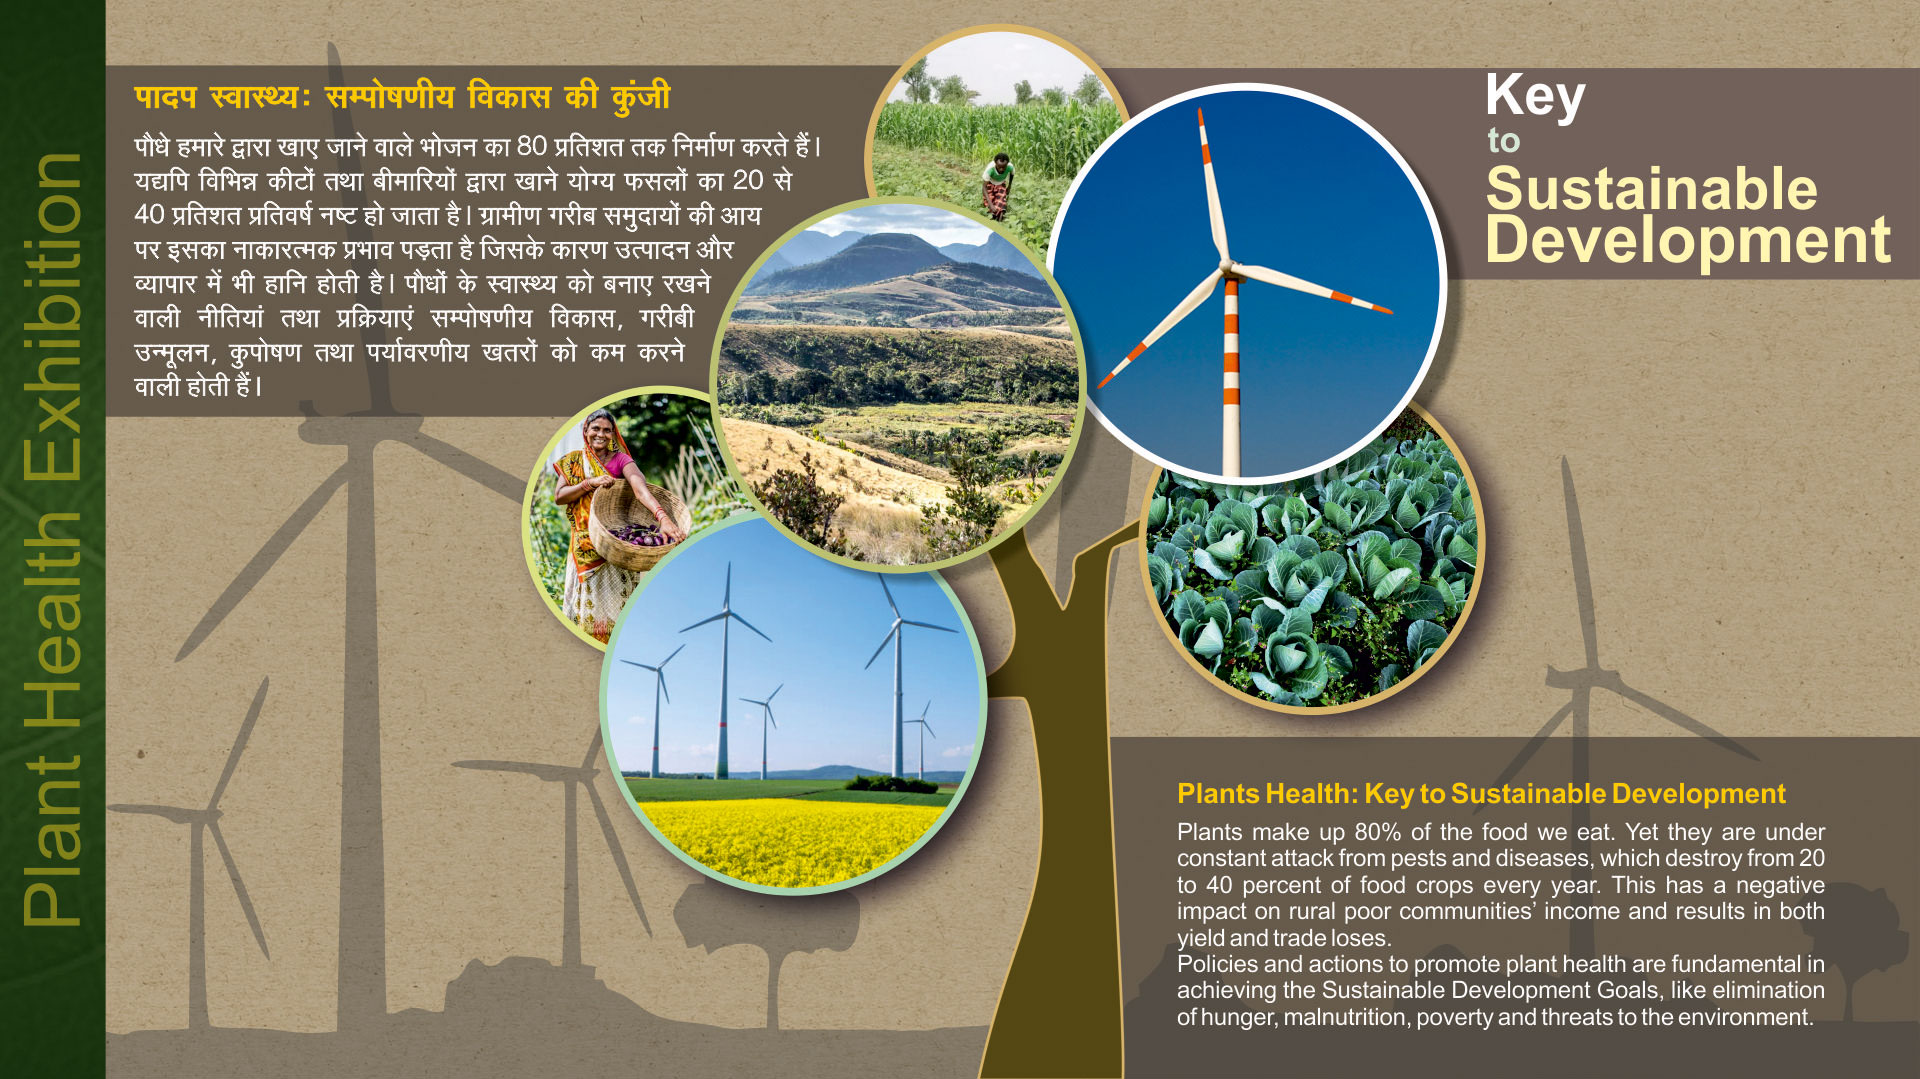 Plant Health Exhibition
पादप स्वास्थ्य: सम्पोषणीय विकास की कुंजी
पौधे हमारे द्वारा खाए जाने वाले भोजन का 80 प्रतिशत तक निर्माण करते हैं।
यद्यपि विभिन्न कीटों तथा बीमारियों द्वारा खाने योग्य फसलों का 20 से
40 प्रतिशत प्रतिवर्ष नष्ट हो जाता है। ग्रामीण गरीब समुदायों की आय
पर इसका नाकारत्मक प्रभाव पड़ता है जिसके कारण उत्पादन और
व्यापार में भी हानि होती है। पौधों के स्वास्थ्य को बनाए रखने
वाली नीतियां तथा प्रक्रियाएं सम्पोषणीय विकास, गरीबी
उन्मूलन, कुपोषण तथा पर्यावरणीय खतरों को कम करने
वाली होती हैं।
Key
to
Sustainable
Development
Plants Health: Key to Sustainable Development
Plants make up 80% of the food we eat. Yet they are under
constant attack from pests and diseases, which destroy from 20
to 40 percent of food crops every year. This has a negative
impact on rural poor communities’ income and results in both
yield and trade loses.
Policies and actions to promote plant health are fundamental in
achieving the Sustainable Development Goals, like elimination
of hunger, malnutrition, poverty and threats to the environment.